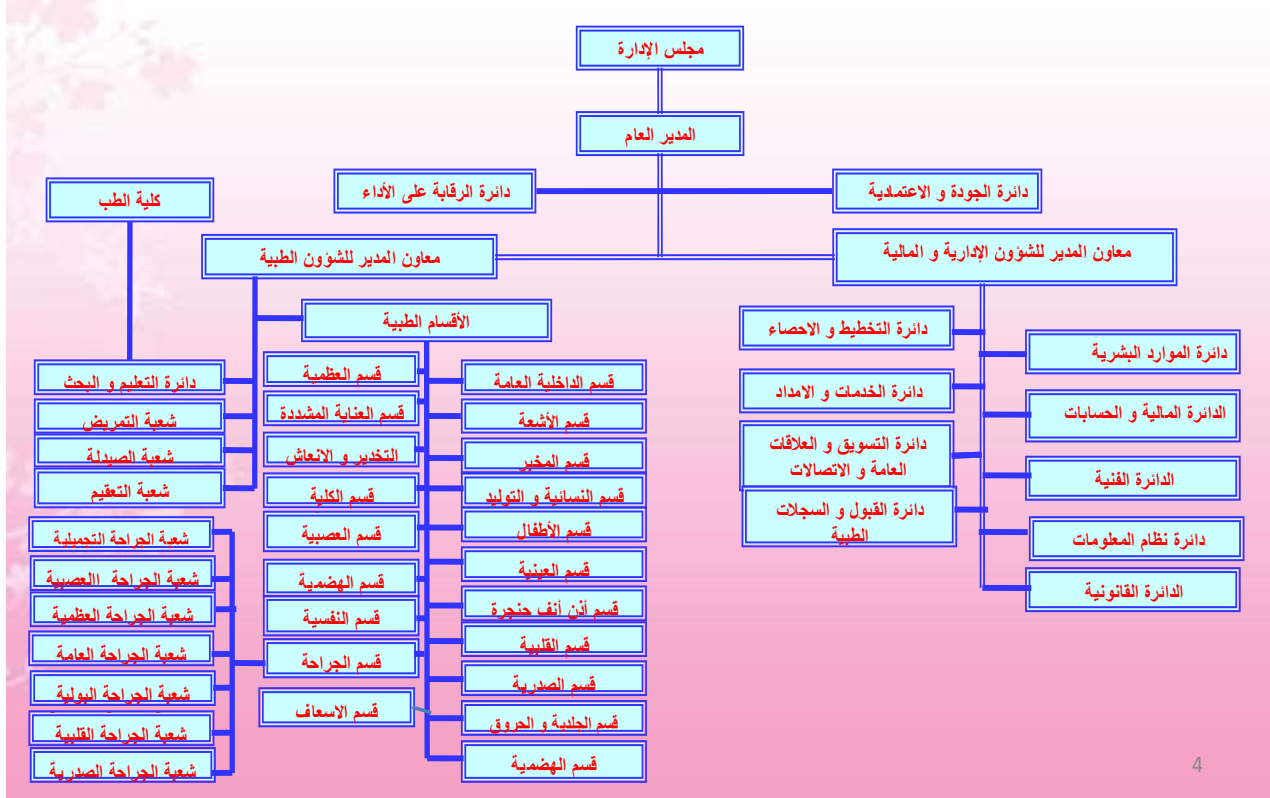 مجلس الإدارة
المدير العام
دائرة الجودة و الاعتمادية
دائرة الرقابة على الأداء
كلية الطب
معاون المدير للشؤون الإدارية و المالية
معاون المدير للشؤون الطبية
دائرة الموارد البشرية
الدائرة المالية و الحسابات
الدائرة الفنية
دائرة نظام المعلومات
الدائرة القانونية
دائرة التخطيط و الاحصاء
دائرة الخدمات و الامداد
دائرة التسويق و العلاقات
العامة و الاتصالات
دائرة القبول و السجلات
الطبية
الأقسام الطبية
قسم الداخلية العامة
قسم الأشعة
قسم المخبر
قسم النسائية و التوليد
قسم الأطفال
قسم العينية
قسم أذن أنف حنجرة
قسم القلبية
قسم الصدرية
قسم الجلدية و الحروق
قسم الهضمية
قسم العظمية
قسم العناية المشددة
التخدير و الانعاش
قسم الكلية
قسم العصبية
قسم الهضمية
قسم النفسية
قسم الجراحة
قسم الاسعاف
دائرة التعليم و البحث
شعبة التمريض
شعبة الصيدلة
شعبة التعقيم
شعبة الجراحة التجميلية
شعبة الجراحة االعصبية
شعبة الجراحة العظمية
شعبة الجراحة العامة
شعبة الجراحة البولية
شعبة الجراحة القلبية
شعبة الجراحة الصدرية
4